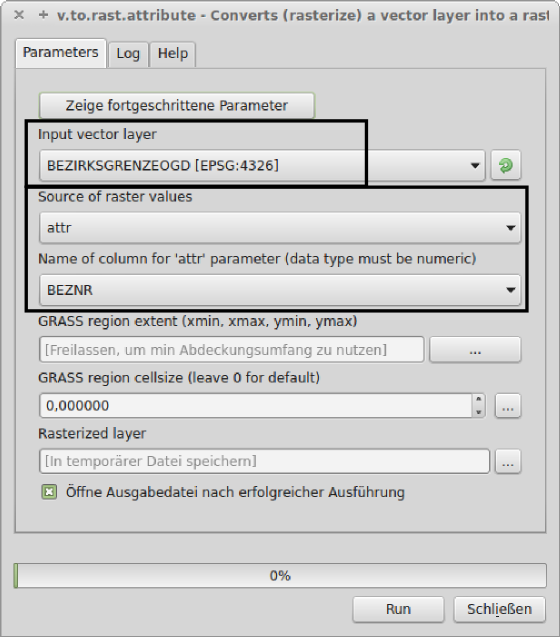 v.to.rast.attribute - Converts (rasterize) a vector layer into a rast
Parameters Log Help
Zeige fortgeschrittene Parameter
Input vector layer
BEZIRKSGRENZEOGD [EPSG:4326]
Source of raster values
attr
Name of column for 'attr' parameter (data type must be numeric)
BEZNR
GRASS region extent (xmin, xmax, ymin, ymax)
[Freilassen, um min Abdeckungsumfang zu nutzen] ...
GRASS region cellsize (leave 0 for default)
0,000000 ...
Rasterized layer
[In temporärer Datei speichern] ...
Öffne Ausgabedatei nach erfolgreicher Ausführung
0%
Run Schließen